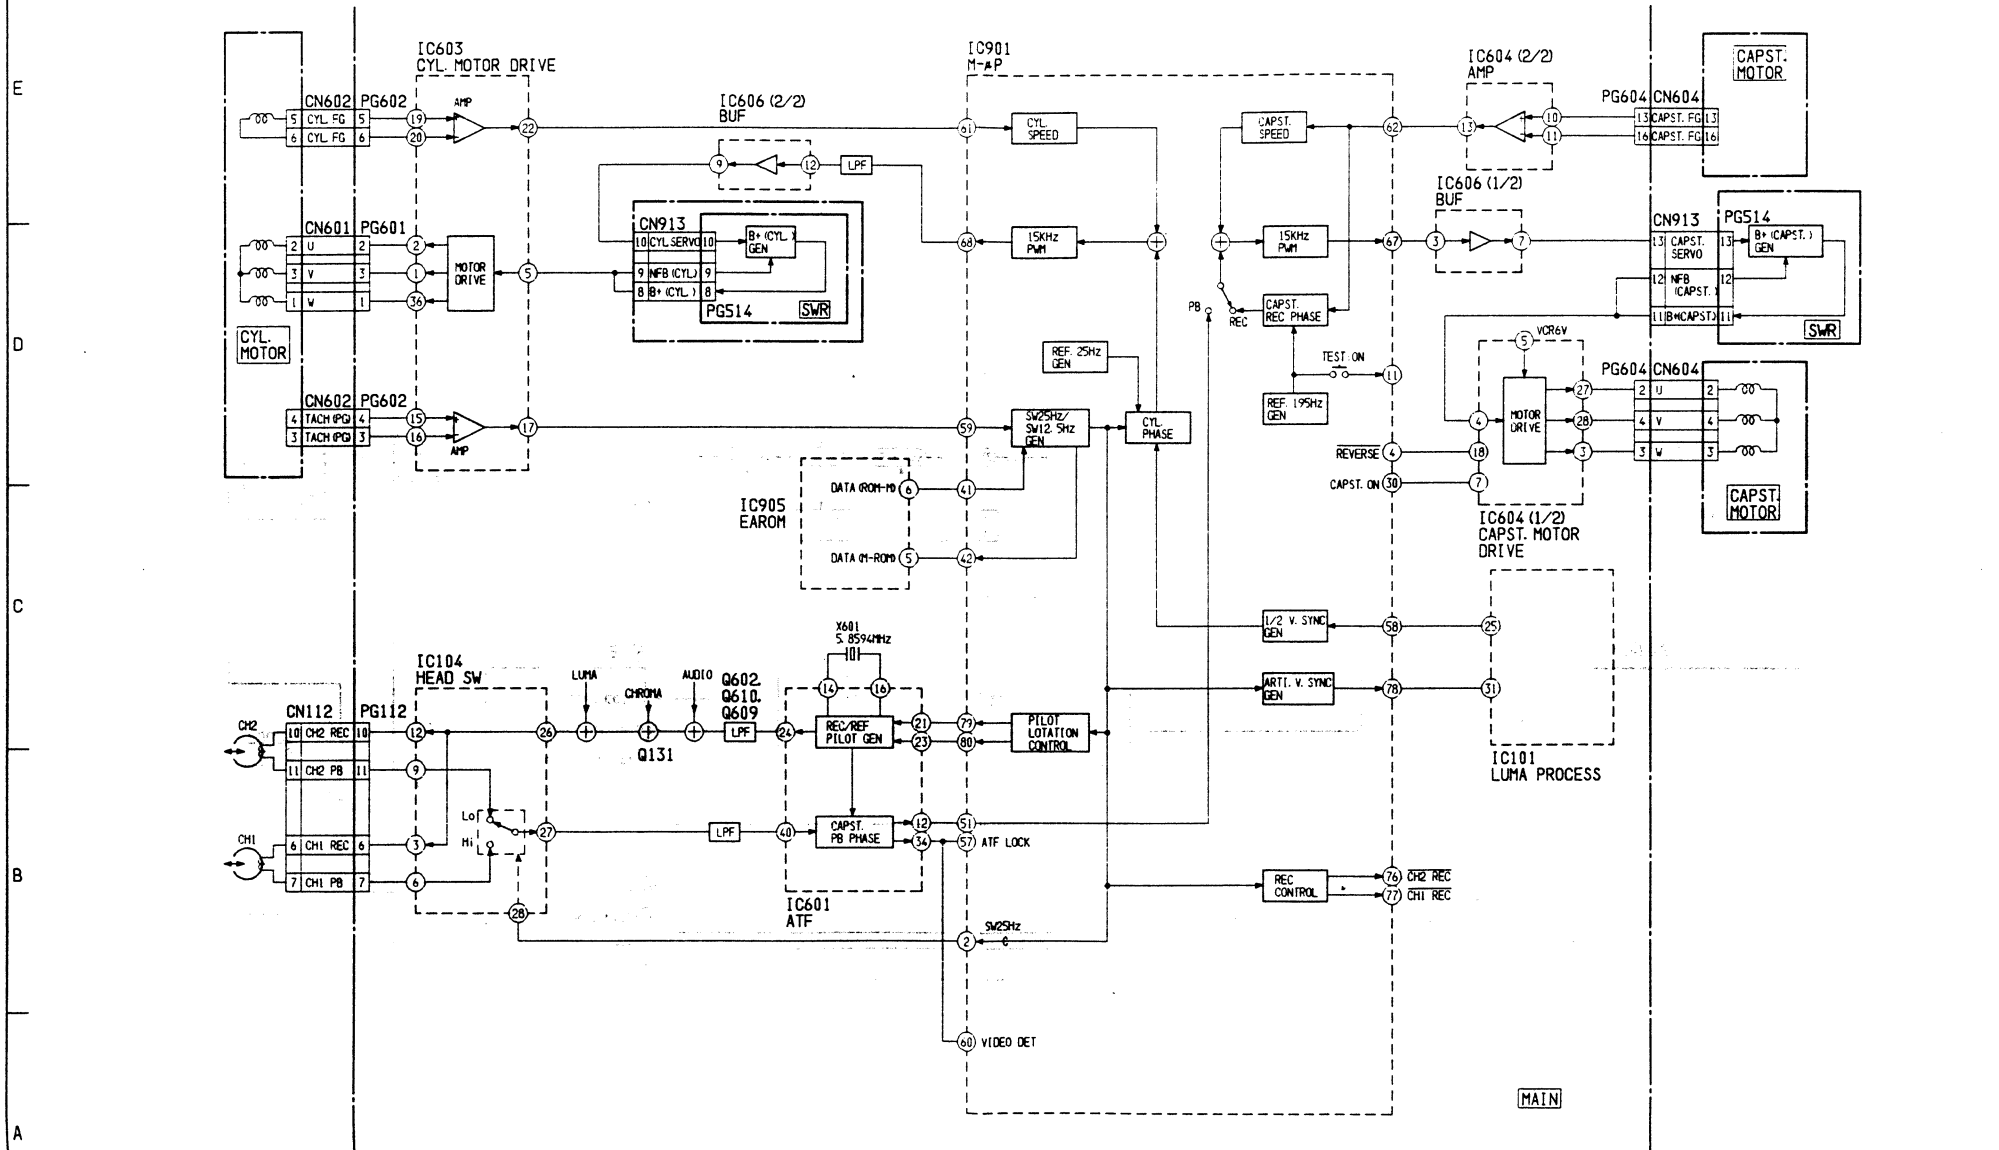 E
D
C
B
A
IC603
CYL. MOTOR DRIVE
CN602 PG602
5 CYL. FG 5
6 CYL. FG 6
19
20
AMP
22
CN601 PG601
2 U 2
3 V 3
1 W 1
2
1
36
MOTOR
DRIVE
5
CYL.
MOTOR
CN602 PG602
4 TACH (PG) 4
3 TACH (PG) 3
15
16
AMP
17
IC606 (2/2)
BUF
9
12
LPF
CN913
10 CYL SERVO 10
9 NFB (CYL.) 9
8 B+ (CYL.) 8
B+ (CYL.)
GEN
PG514
SWR
IC901
M-μP
61
CYL.
SPEED
68
15KHz
PWM
CAPST.
SPEED
62
15KHz
PWM
67
PB
REC
CAPST.
REC PHASE
REF. 25Hz
GEN
TEST ON
11
REF. 195Hz
GEN
59
SW25Hz/
SW12. 5Hz
GEN
CYL.
PHASE
REVERSE
4
CAPST. ON
30
IC905
EAROM
DATA (ROM-M) 6
41
DATA (M-ROM) 5
42
1/2 V. SYNC
GEN
58
25
ARTI. V. SYNC
GEN
78
31
IC101
LUMA PROCESS
IC604 (2/2)
AMP
13
10
11
PG604 CN604
13 CAPST. FG 13
16 CAPST. FG 16
CAPST.
MOTOR
IC606 (1/2)
BUF
3
7
CN913
PG514
13 CAPST.
SERVO 13
12 NFB
(CAPST.) 12
11 B+(CAPST.) 11
B+ (CAPST.)
GEN
SWR
5 VCR6V
4
18
7
MOTOR
DRIVE
27
28
3
PG604 CN604
2 U 2
4 V 4
3 W 3
CAPST.
MOTOR
IC604 (1/2)
CAPST. MOTOR
DRIVE
IC104
HEAD SW
CN112 PG112
CH2
10 CH2 REC 10
11 CH2 PB 11
CH1
6 CH1 REC 6
7 CH1 PB 7
12
9
3
6
Lo
Hi
26
27
28
LUMA
CHROMA
AUDIO
Q131
Q602.
Q610.
Q609
LPF
LPF
X601
5. 8594MHz
14
16
24
REC/REF
PILOT GEN
21
23
40
CAPST.
PB PHASE
12
34
IC601
ATF
79
80
PILOT
LOTATION
CONTROL
51
57 ATF LOCK
REC
CONTROL
76 CH2 REC
77 CH1 REC
SW25Hz
2
60 VIDEO DET
MAIN